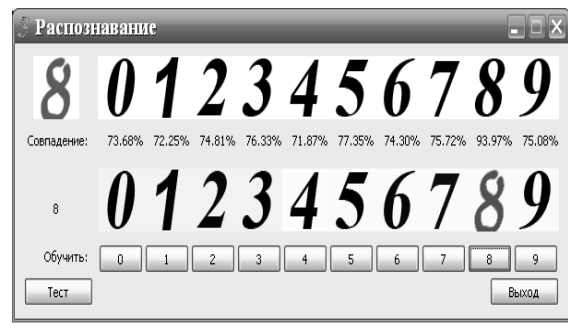 Распознавание
8 0 1 2 3 4 5 6 7 8 9
Совпадение: 73.68% 72.25% 74.81% 76.33% 71.87% 77.35% 74.30% 75.72% 93.97% 75.08%
8 0 1 2 3 4 5 6 7 8 9
Обучить: 0 1 2 3 4 5 6 7 8 9
Тест Выход